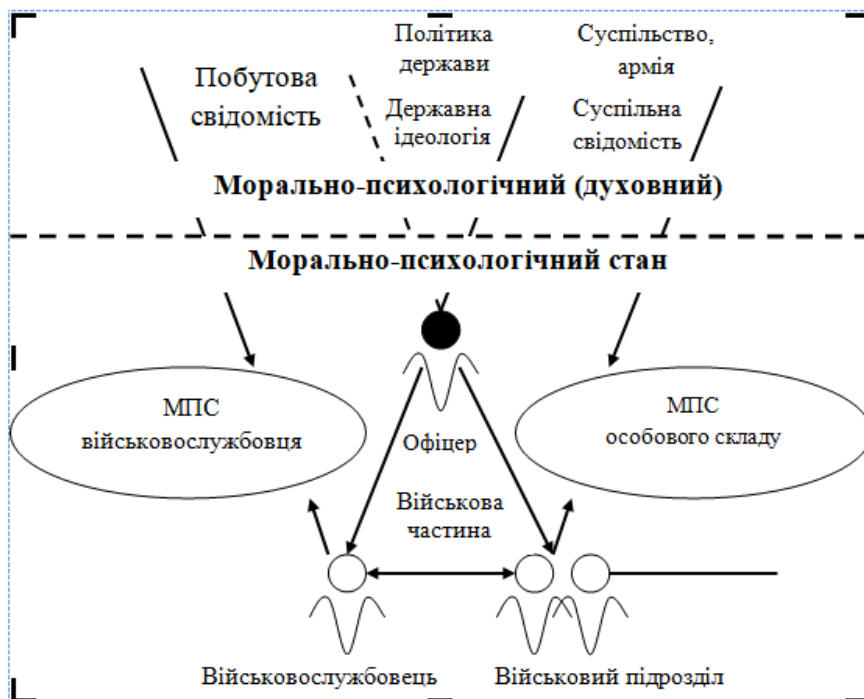 Побутова
свідомість
Політика
держави
Державна
ідеологія
Суспільство,
армія
Суспільна
свідомість
Морально-психологічний (духовний)
Морально-психологічний стан
МПС
військовослужбовця
МПС
особового складу
Офіцер
Військова
частина
Військовослужбовець
Військовий підрозділ